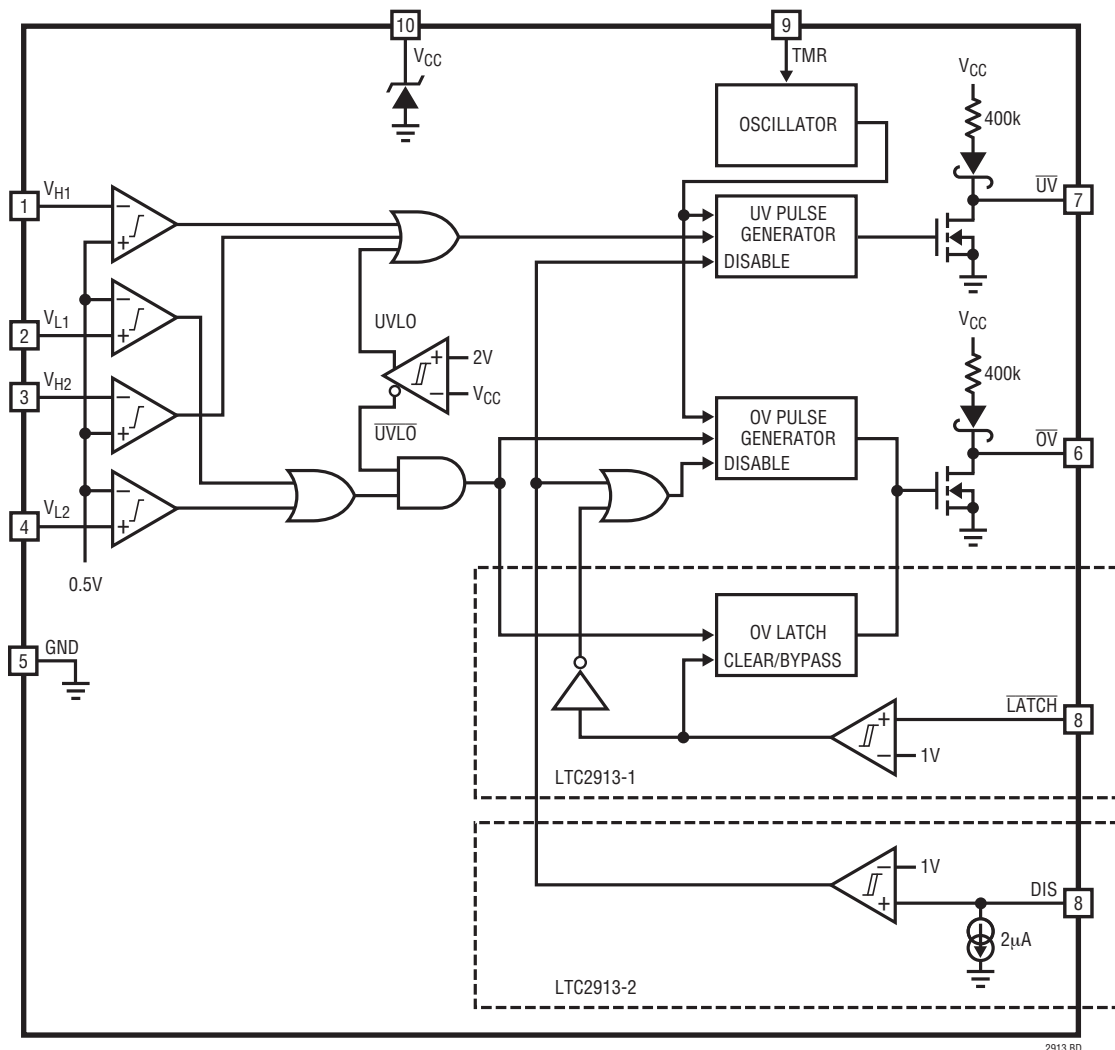 10
9
VCC
TMR
VCC
OSCILLATOR
400k
1
VH1
UV
7
−
+
UV PULSE
GENERATOR
DISABLE
2
VL1
−
+
UVLO
VCC
+
2V
−
VCC
400k
3
VH2
−
+
UVLO
OV PULSE
GENERATOR
DISABLE
OV
6
4
VL2
−
+
0.5V
5
GND
OV LATCH
CLEAR/BYPASS
LATCH
8
+
−
1V
LTC2913-1
−
1V
DIS
8
+
2µA
LTC2913-2
2913 BD